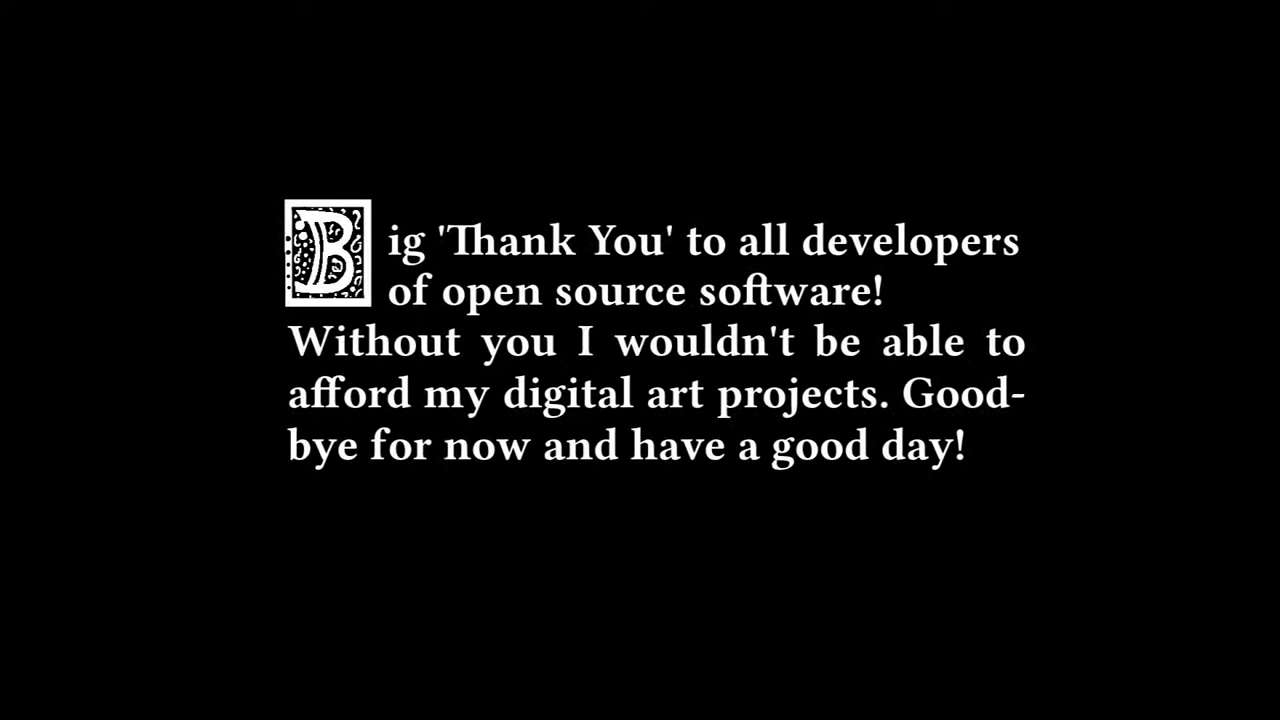 Big 'Thank You' to all developers
of open source software!
Without you I wouldn't be able to
afford my digital art projects. Good-
bye for now and have a good day!